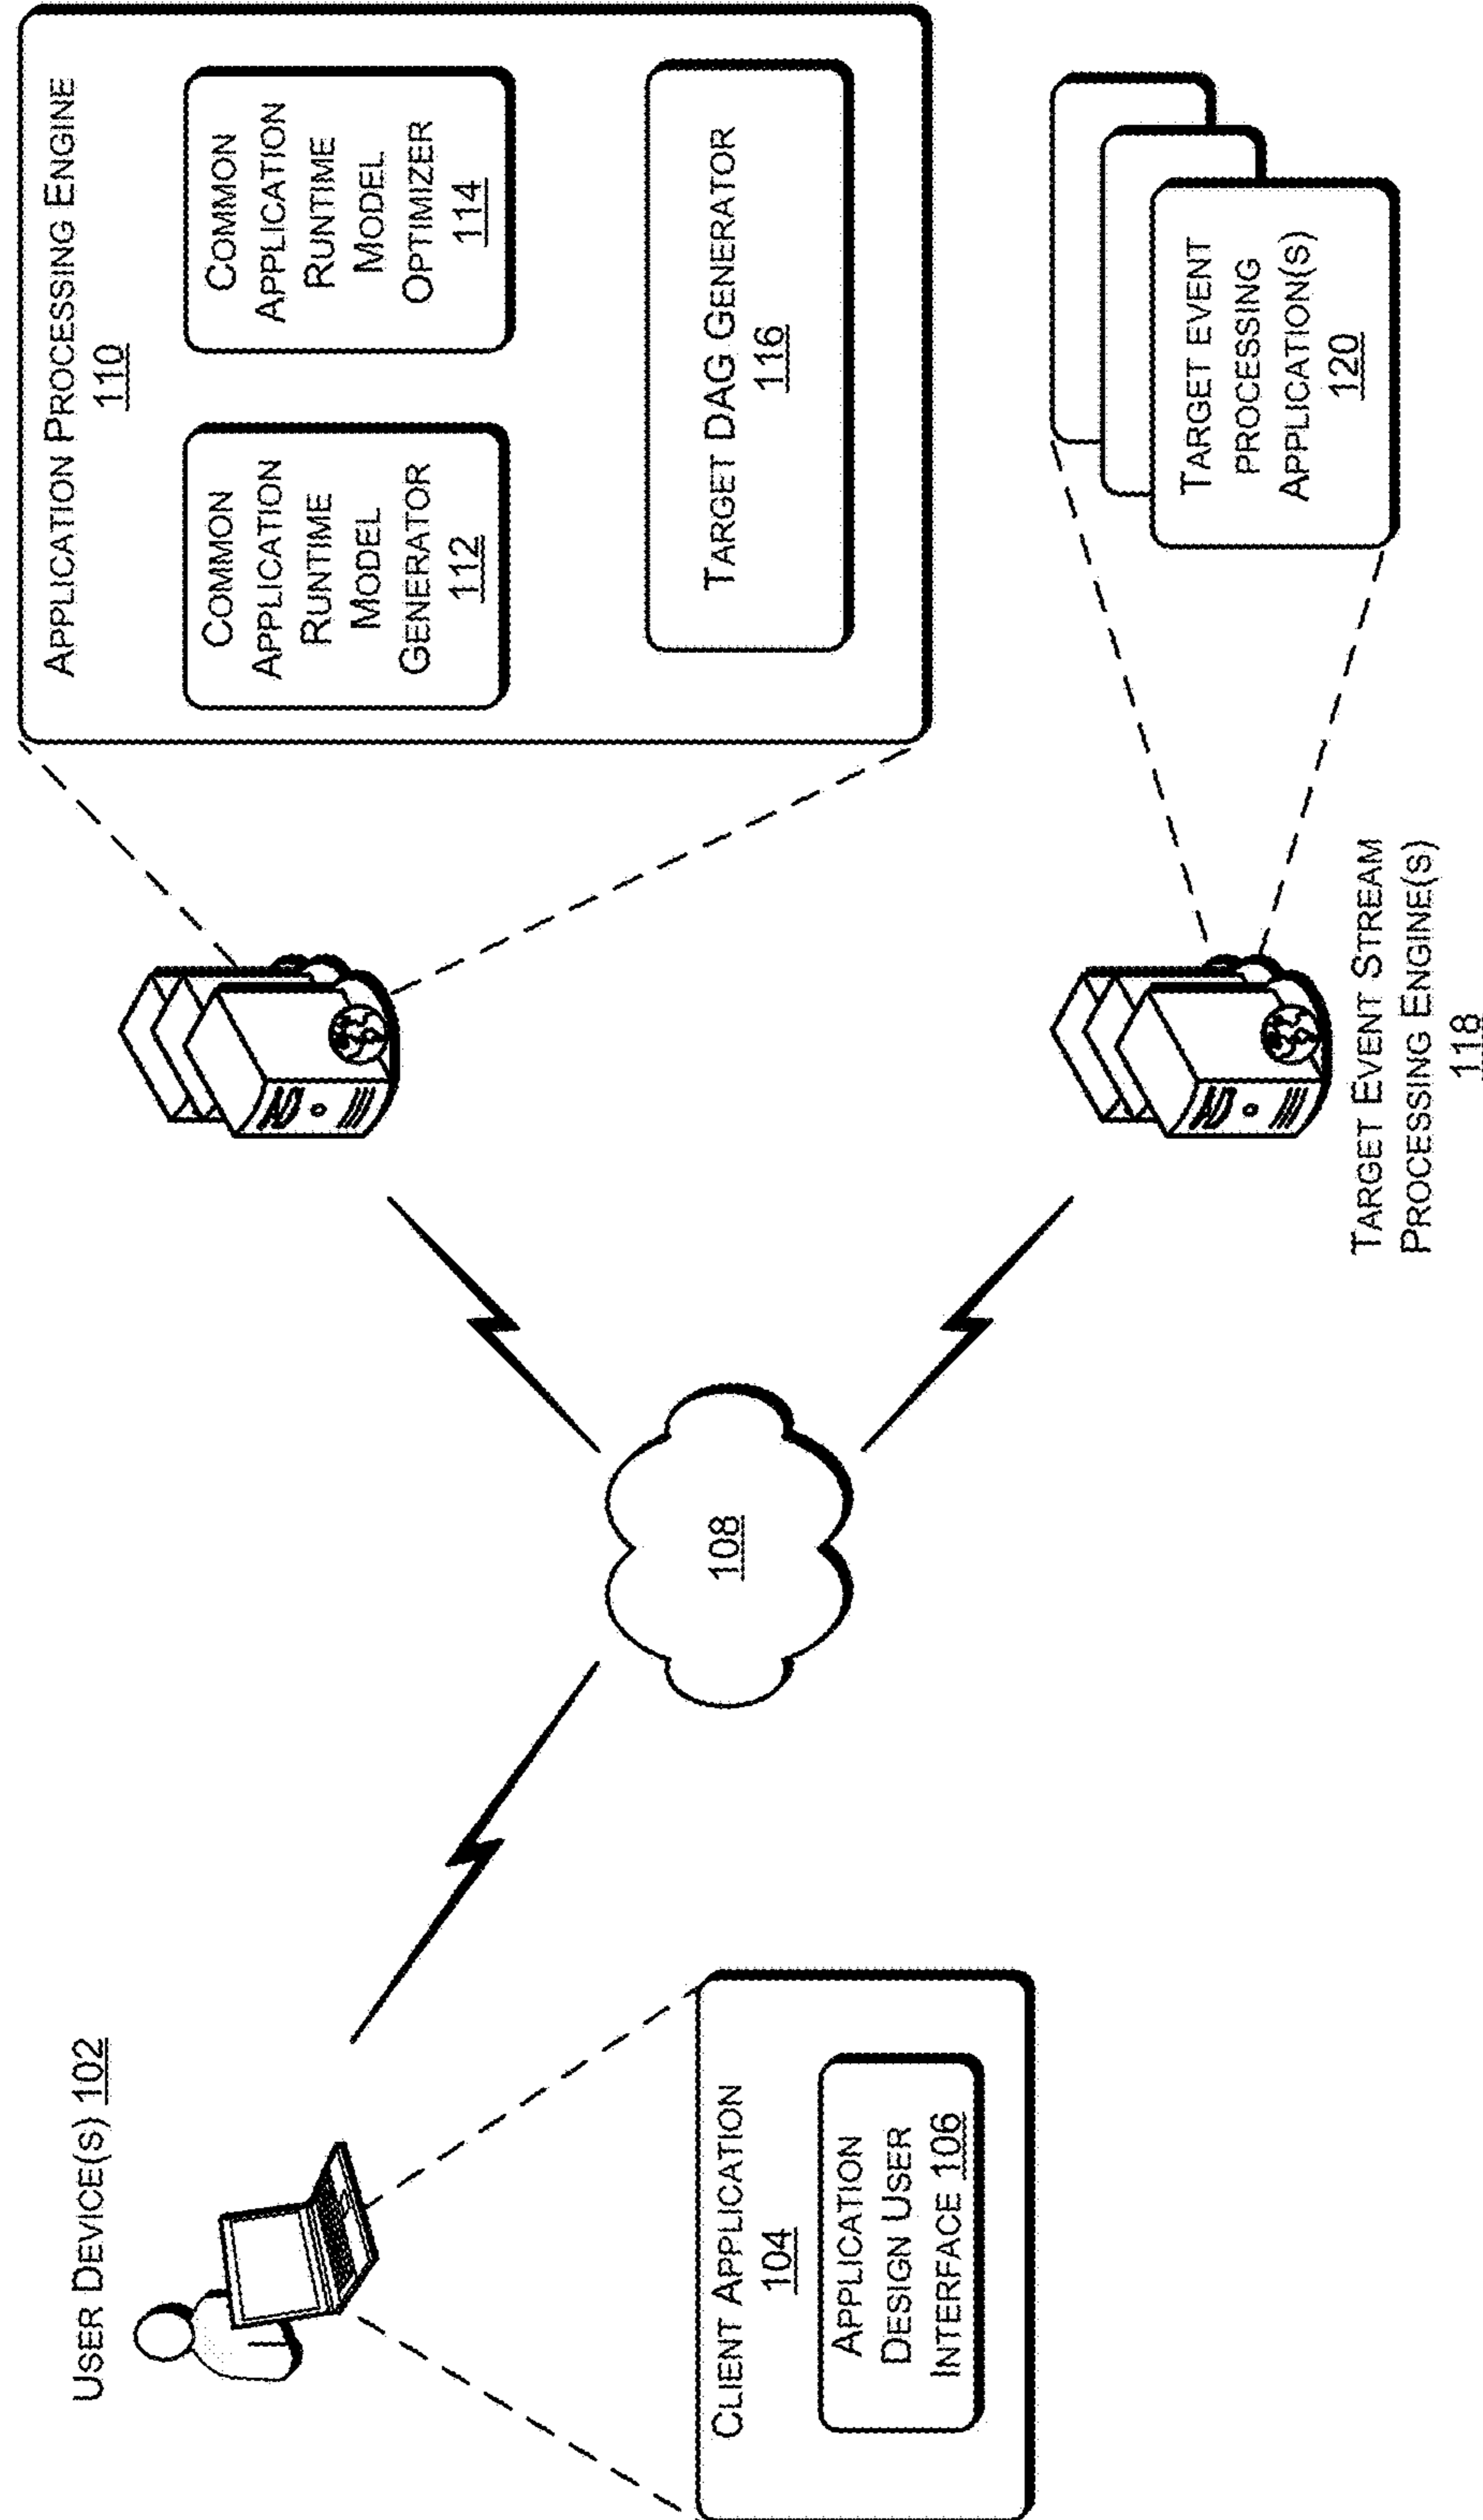 USER DEVICE(S) 102
CLIENT APPLICATION
104
APPLICATION
DESIGN USER
INTERFACE 106
108
APPLICATION PROCESSING ENGINE
110
COMMON
APPLICATION
RUNTIME
MODEL
GENERATOR
112
COMMON
APPLICATION
RUNTIME
MODEL
OPTIMIZER
114
TARGET DAG GENERATOR
116
TARGET EVENT STREAM
PROCESSING ENGINE(S)
118
TARGET EVENT
PROCESSING
APPLICATION(S)
120